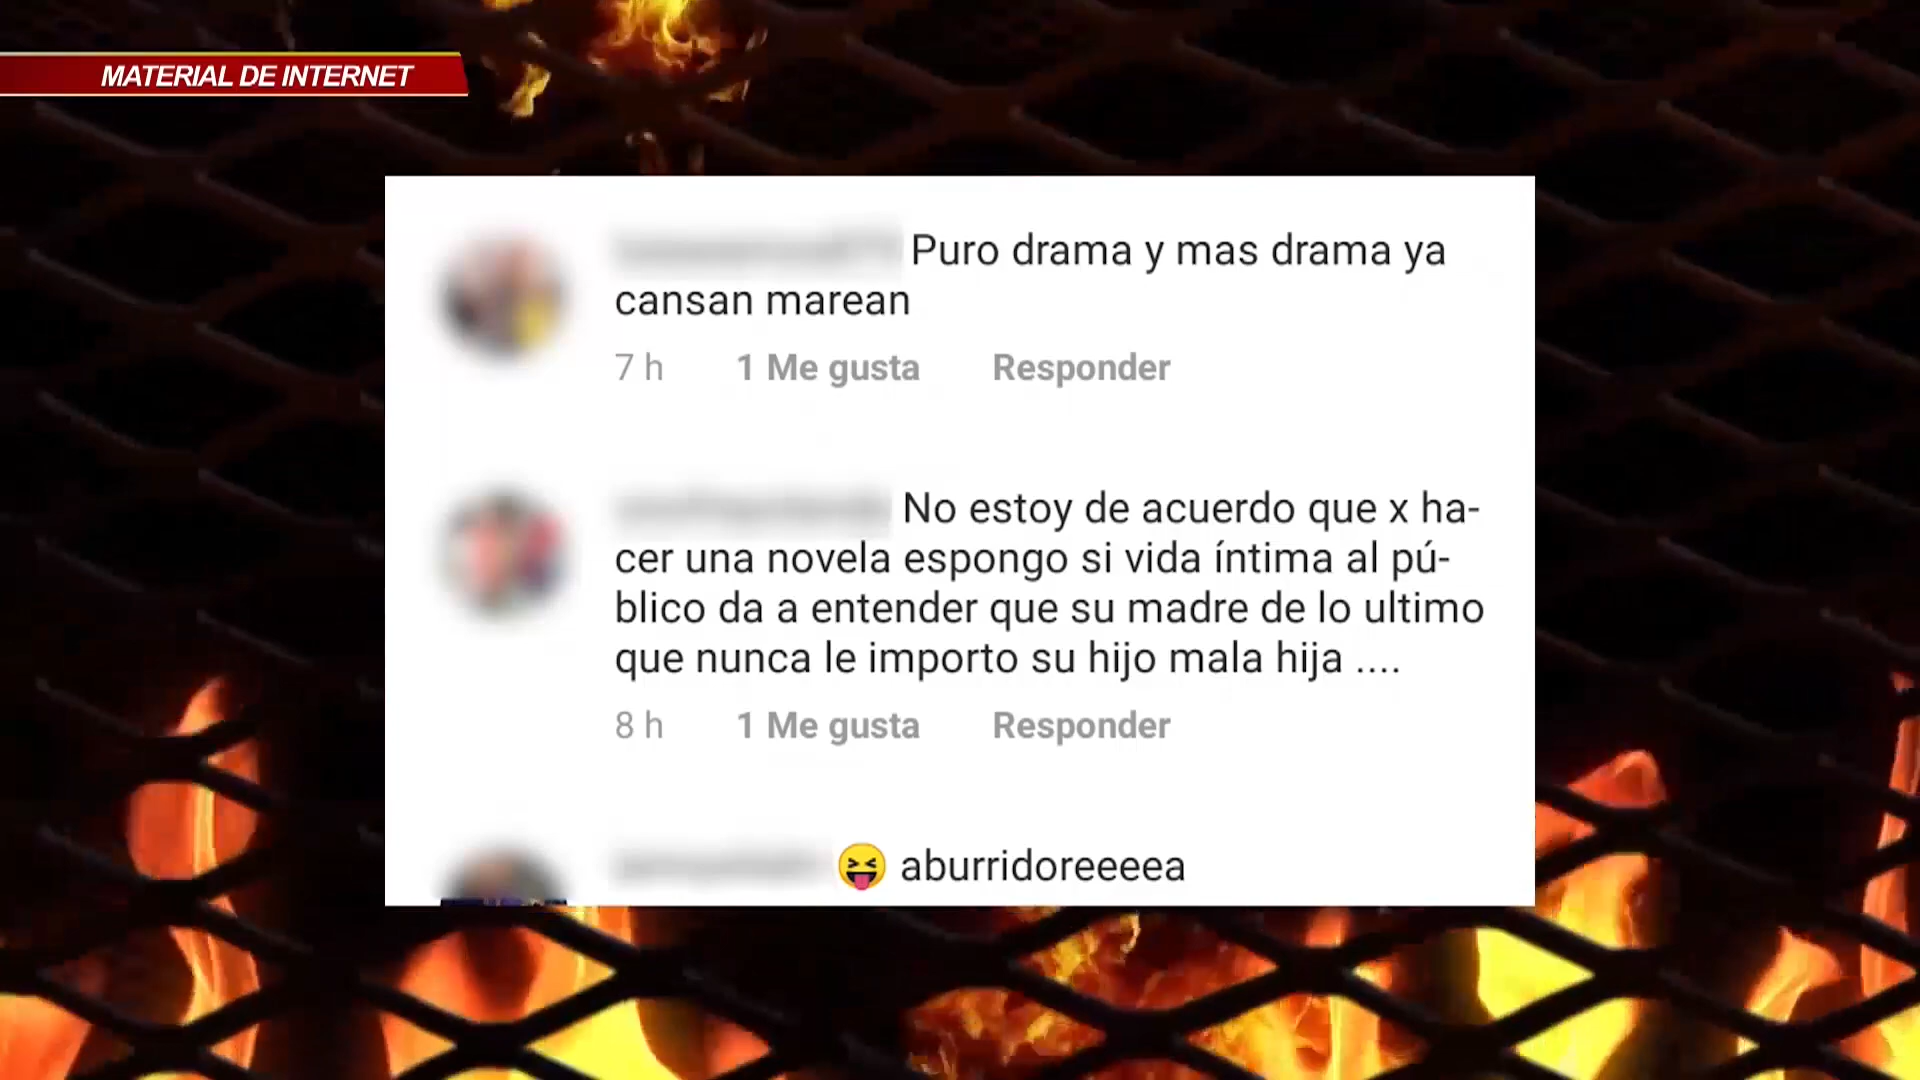 MATERIAL DE INTERNET
Puro drama y mas drama ya
cansan marean
7 h 1 Me gusta Responder
No estoy de acuerdo que x ha-
cer una novela espongo si vida íntima al pú-
blico da a entender que su madre de lo ultimo
que nunca le importo su hijo mala hija ....
8 h 1 Me gusta Responder
😝 aburridoreeeea